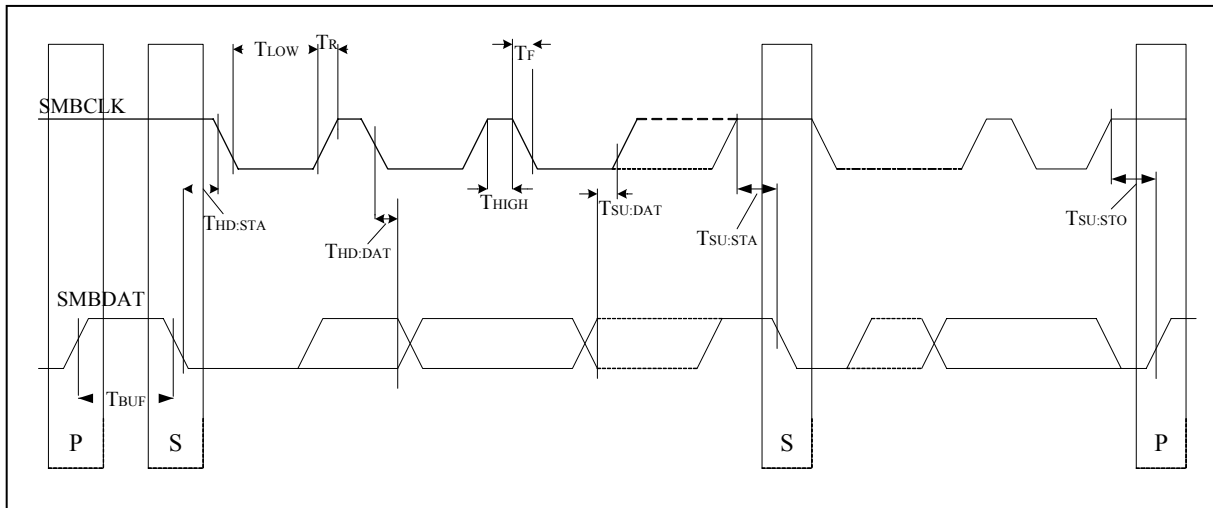 TLOW
TR
TF
SMBCLK
THD:STA
THD:DAT
THIGH
TSU:DAT
TSU:STA
TSU:STO
SMBDAT
TBUF
P
S
S
P